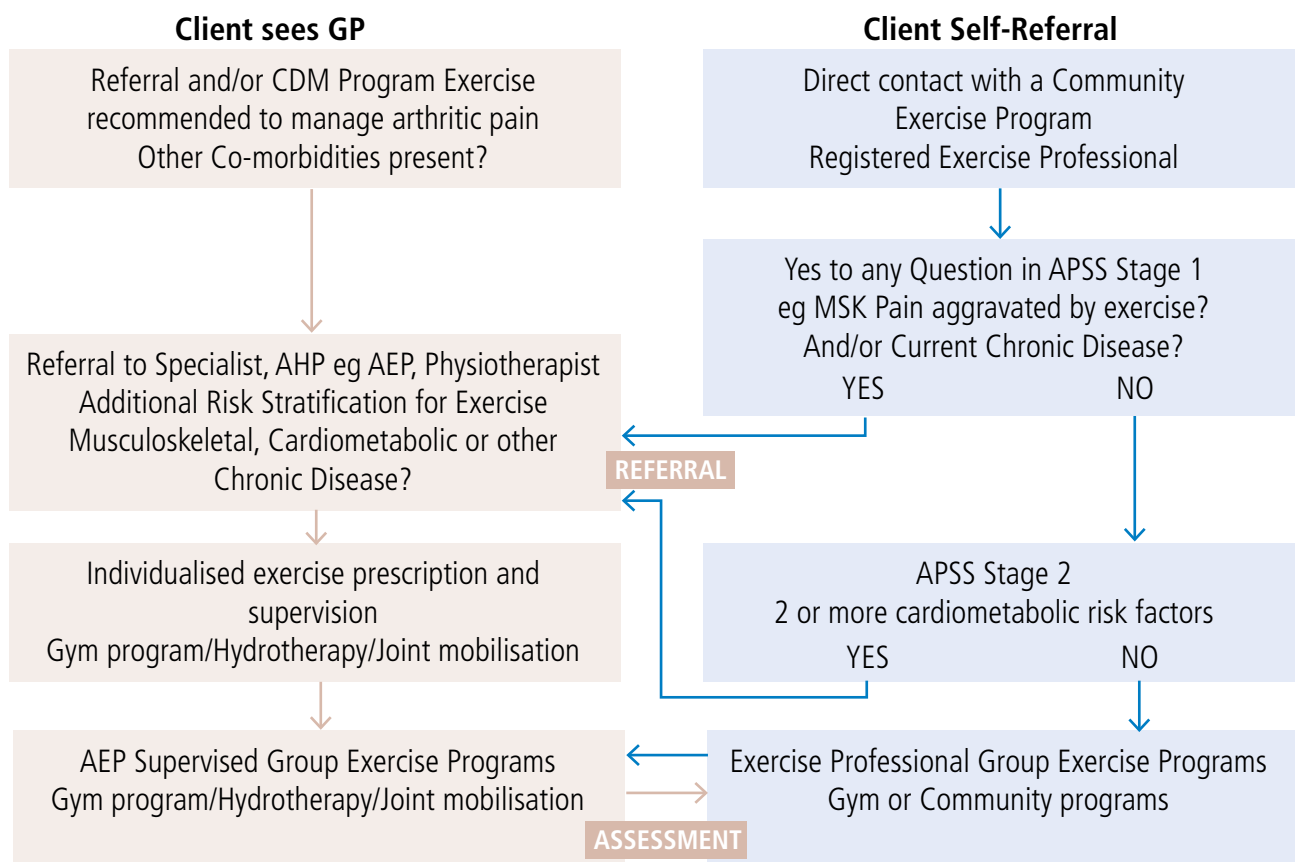 Client sees GP
Referral and/or CDM Program Exercise
recommended to manage arthritic pain
Other Co-morbidities present?
Referral to Specialist, AHP eg AEP, Physiotherapist
Additional Risk Stratification for Exercise
Musculoskeletal, Cardiometabolic or other
Chronic Disease?
Individualised exercise prescription and
supervision
Gym program/Hydrotherapy/Joint mobilisation
AEP Supervised Group Exercise Programs
Gym program/Hydrotherapy/Joint mobilisation
Client Self-Referral
Direct contact with a Community
Exercise Program
Registered Exercise Professional
Yes to any Question in APSS Stage 1
eg MSK Pain aggravated by exercise?
And/or Current Chronic Disease?
YES NO
REFERRAL
APSS Stage 2
2 or more cardiometabolic risk factors
YES NO
Exercise Professional Group Exercise Programs
Gym or Community programs
ASSESSMENT